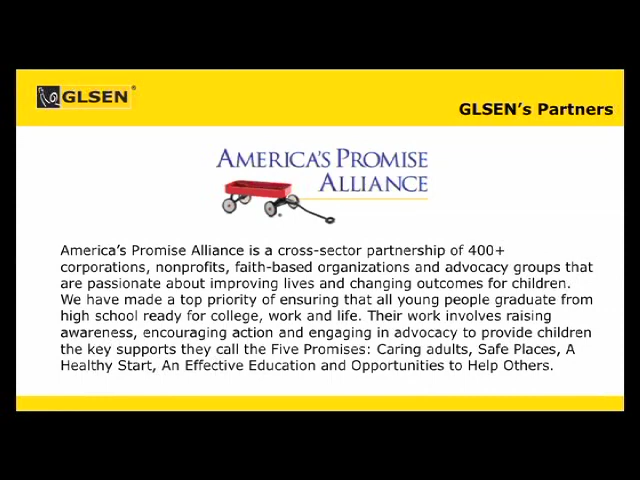 GLSEN®
GLSEN's Partners
AMERICA'S PROMISE
ALLIANCE
America's Promise Alliance is a cross-sector partnership of 400+
corporations, nonprofits, faith-based organizations and advocacy groups that
are passionate about improving lives and changing outcomes for children.
We have made a top priority of ensuring that all young people graduate from
high school ready for college, work and life. Their work involves raising
awareness, encouraging action and engaging in advocacy to provide children
the key supports they call the Five Promises: Caring adults, Safe Places, A
Healthy Start, An Effective Education and Opportunities to Help Others.